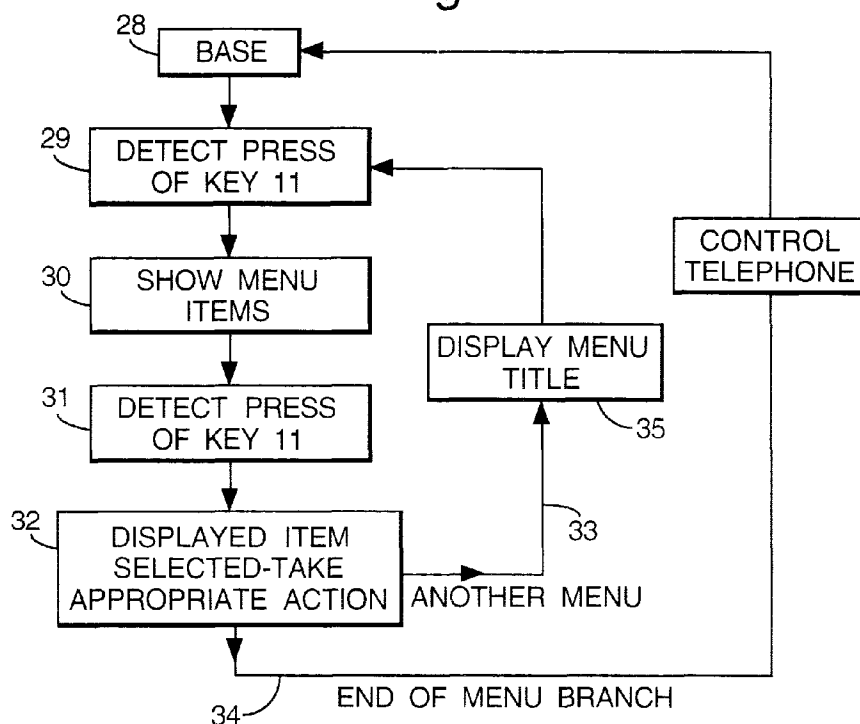 28
BASE
29
DETECT PRESS
OF KEY 11
CONTROL
TELEPHONE
30
SHOW MENU
ITEMS
DISPLAY MENU
TITLE
35
31
DETECT PRESS
OF KEY 11
33
32
DISPLAYED ITEM
SELECTED-TAKE
APPROPRIATE ACTION
ANOTHER MENU
34
END OF MENU BRANCH